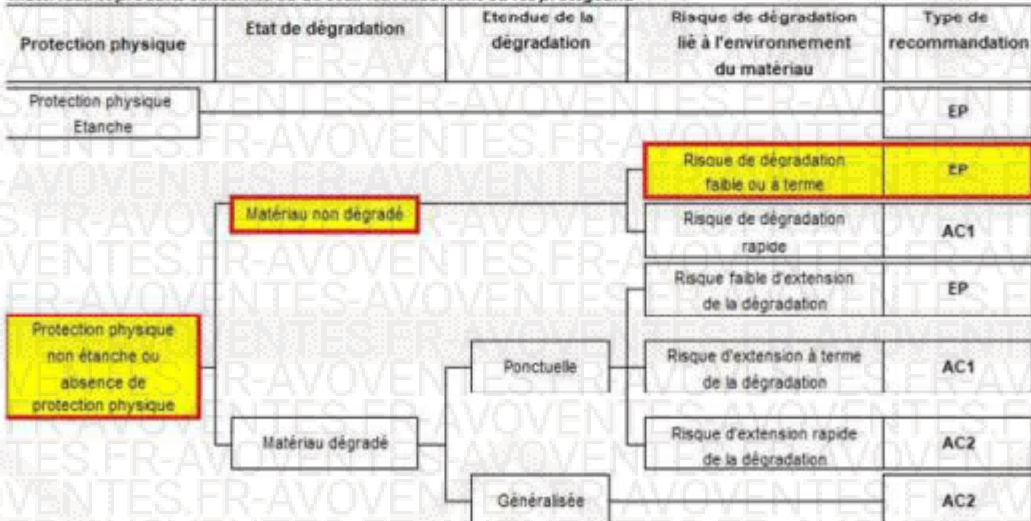 Protection physique
Etat de dégradation
Etendue de la
dégradation
Risque de dégradation
lié à l'environnement
du matériau
Type de
recommandation
Protection physique
Etanche
EP
Risque de dégradation
faible ou à terme
EP
Matériau non dégradé
Risque de dégradation
rapide
AC1
Risque faible d'extension
de la dégradation
EP
Protection physique
non étanche ou
absence de
protection physique
Ponctuelle
Risque d'extension à terme
de la dégradation
AC1
Matériau dégradé
Risque d'extension rapide
de la dégradation
AC2
Généralisée
AC2